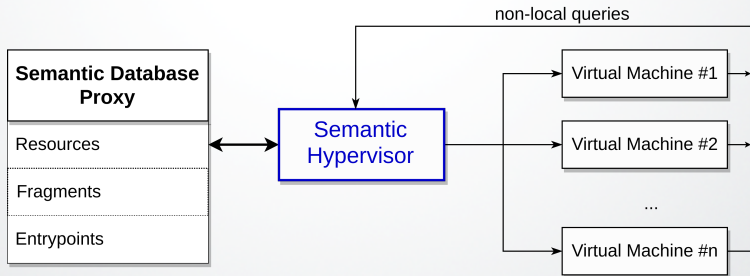 non-local queries
Semantic Database
Proxy
Resources
Fragments
Entrypoints
Semantic
Hypervisor
Virtual Machine #1
Virtual Machine #2
...
Virtual Machine #n